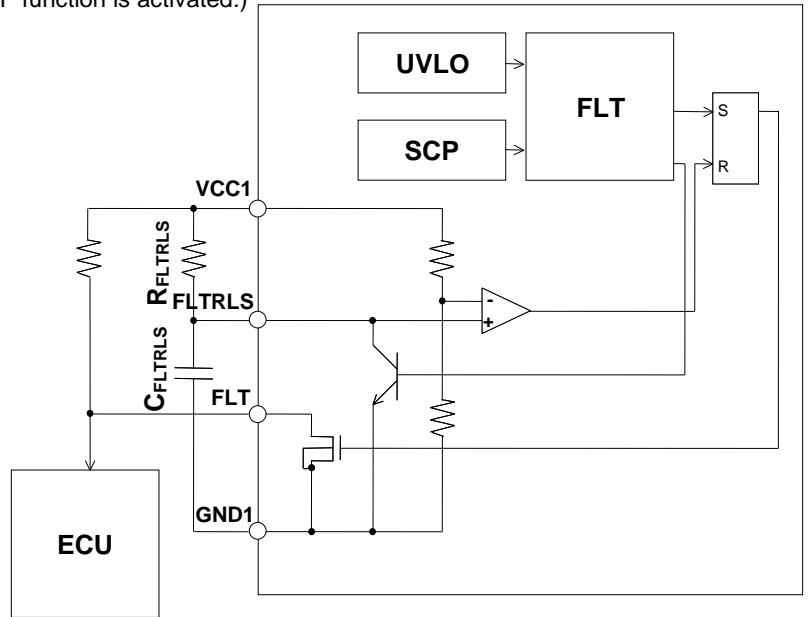 function is activated.)
UVLO
FLT
SCP
S
R
VCC1
RFLTRLS
FLTRLS
-
+
CFLTRLS
FLT
GND1
ECU